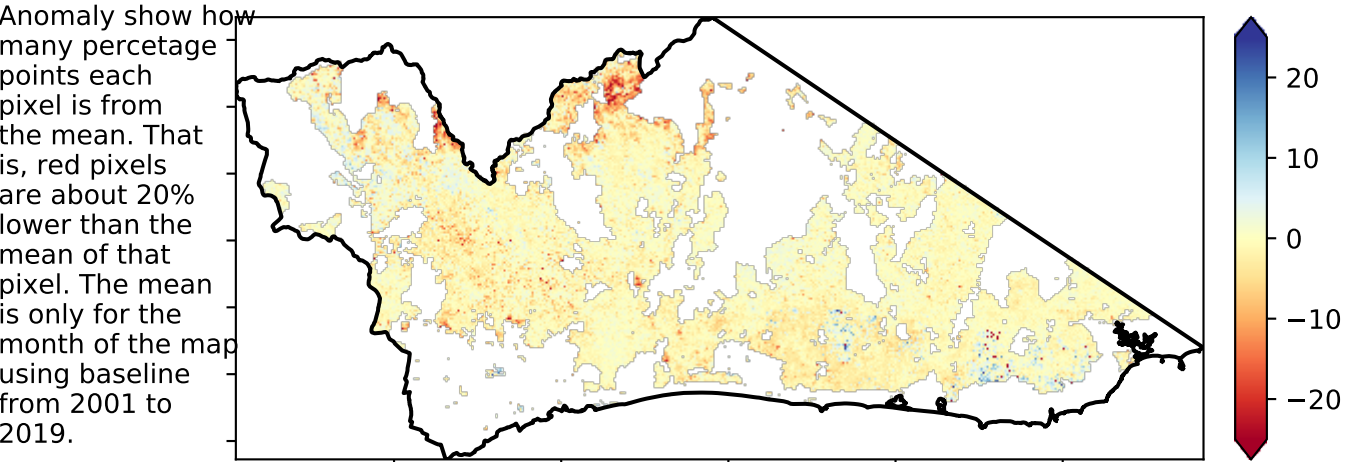 Anomaly show how
many percetage
points each
pixel is from
the mean. That
is, red pixels
are about 20%
lower than the
mean of that
pixel. The mean
is only for the
month of the map
using baseline
from 2001 to
2019.
20
10
0
−10
−20